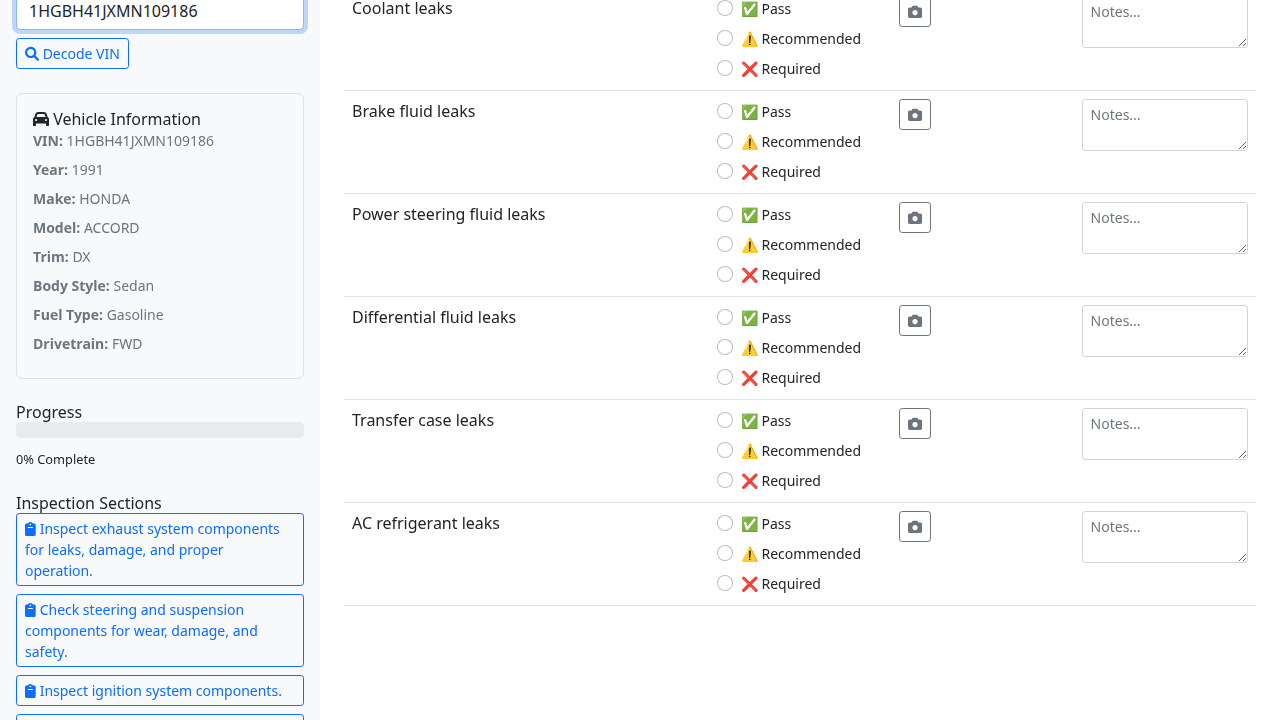 1HGBH41JXMN109186
Decode VIN
Vehicle Information
VIN: 1HGBH41JXMN109186
Year: 1991
Make: HONDA
Model: ACCORD
Trim: DX
Body Style: Sedan
Fuel Type: Gasoline
Drivetrain: FWD
Progress
0% Complete
Inspection Sections
Inspect exhaust system components
for leaks, damage, and proper
operation.
Check steering and suspension
components for wear, damage, and
safety.
Inspect ignition system components.
Coolant leaks
✅ Pass
⚠️ Recommended
❌ Required
Notes...
Brake fluid leaks
✅ Pass
⚠️ Recommended
❌ Required
Notes...
Power steering fluid leaks
✅ Pass
⚠️ Recommended
❌ Required
Notes...
Differential fluid leaks
✅ Pass
⚠️ Recommended
❌ Required
Notes...
Transfer case leaks
✅ Pass
⚠️ Recommended
❌ Required
Notes...
AC refrigerant leaks
✅ Pass
⚠️ Recommended
❌ Required
Notes...